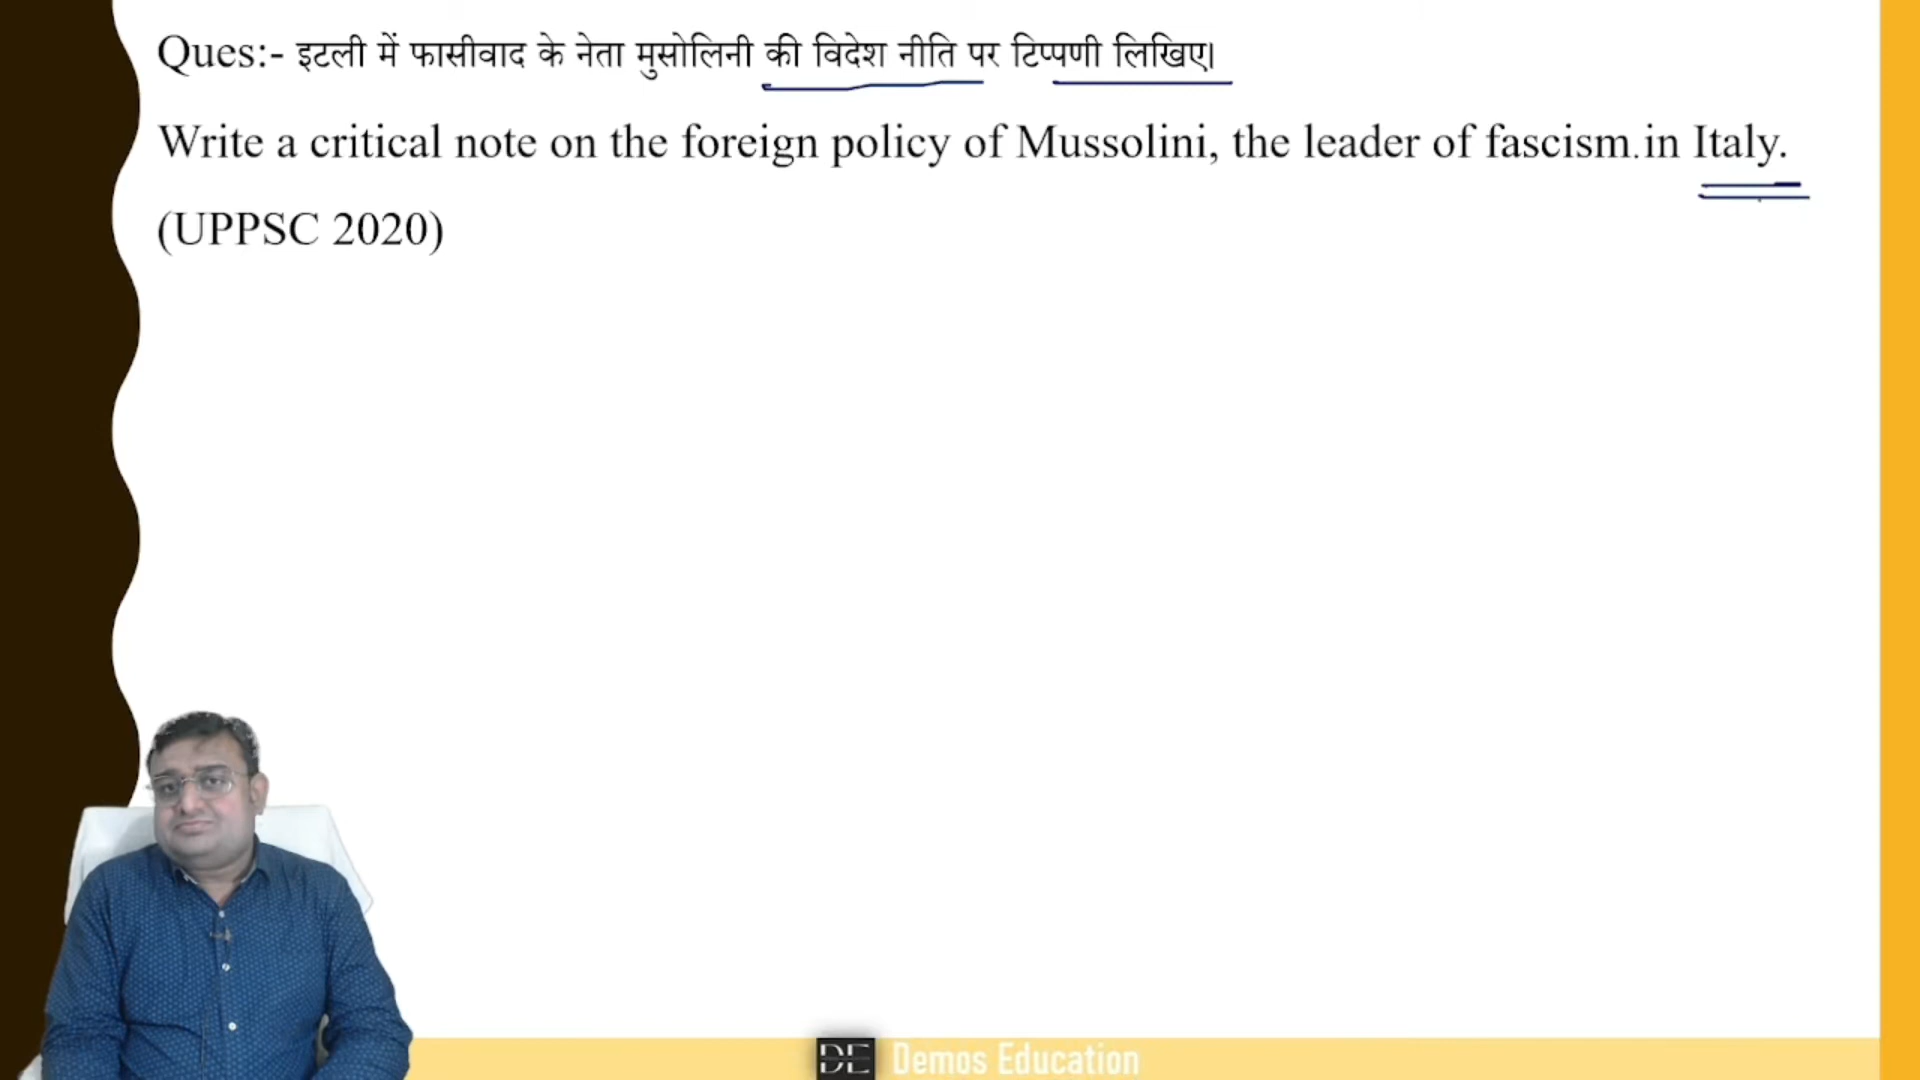 Ques:- इटली में फासीवाद के नेता मुसोलिनी की विदेश नीति पर टिप्पणी लिखिए।
Write a critical note on the foreign policy of Mussolini, the leader of fascism.in Italy.
(UPPSC 2020)
DE Demos Education